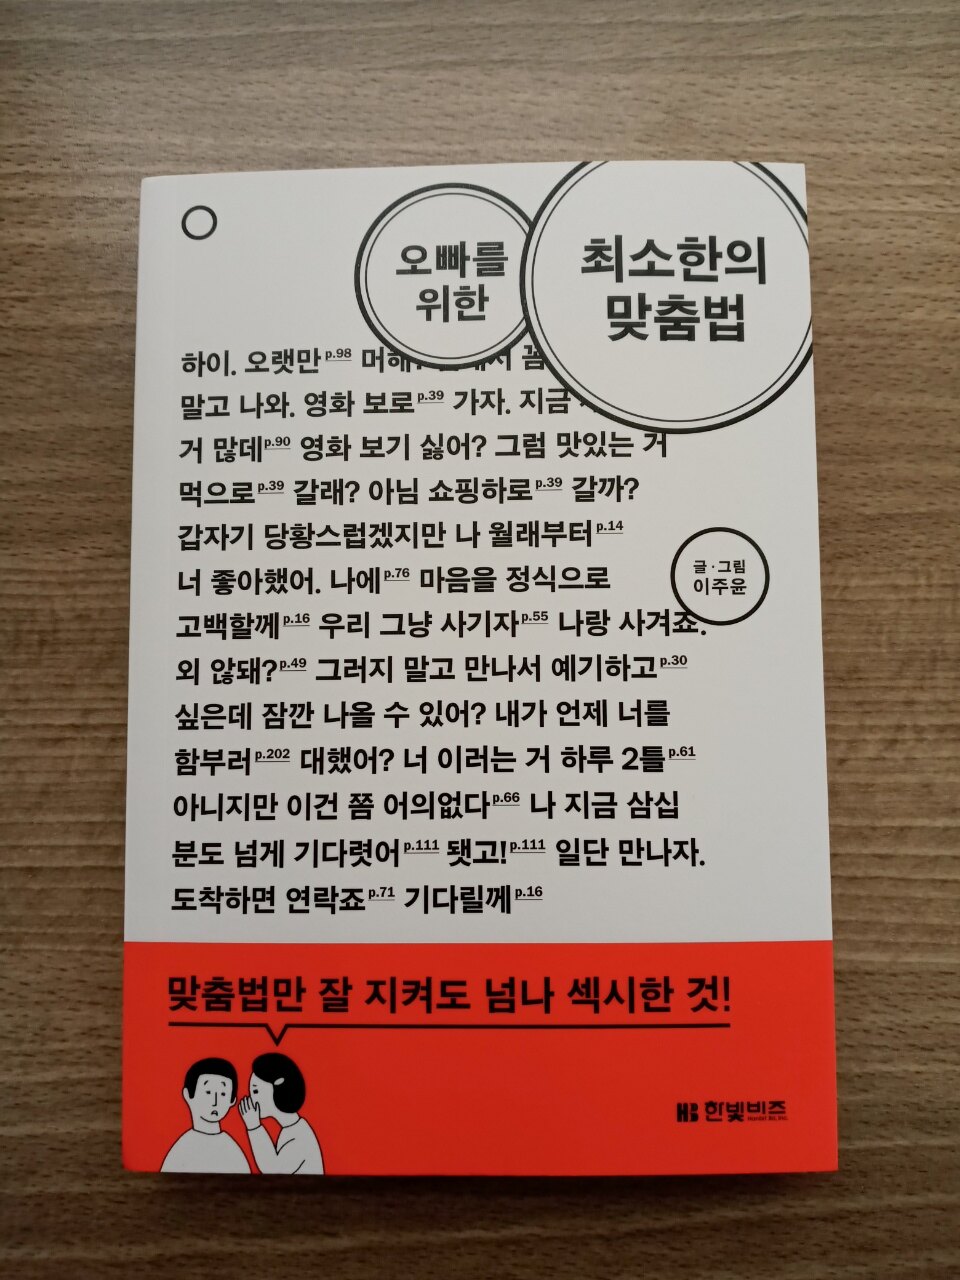 오빠를
위한
최소한의
맞춤법
하이. 오랫만p.98 머해?
말고 나와. 영화 보로p.39 가자. 지금
거 많데p.90 영화 보기 싫어? 그럼 맛있는 거
먹으로p.39 갈래? 아님 쇼핑하로p.39 갈까?
갑자기 당황스럽겠지만 나 월래부터p.14
너 좋아했어. 나에p.76 마음을 정식으로
고백할께p.16 우리 그냥 사기자p.55 나랑 사겨죠.
외 않돼?p.49 그러지 말고 만나서 예기하고p.30
싶은데 잠깐 나올 수 있어? 내가 언제 너를
함부러p.202 대했어? 너 이러는 거 하루 2틀p.61
아니지만 이건 쫌 어의없다p.66 나 지금 삼십
분도 넘게 기다렷어p.111 됏고!p.111 일단 만나자.
도착하면 연락죠p.71 기다릴께p.16
글·그림
이주윤
맞춤법만 잘 지켜도 넘나 섹시한 것!
HB 한빛비즈
Hanbit Biz, Inc.